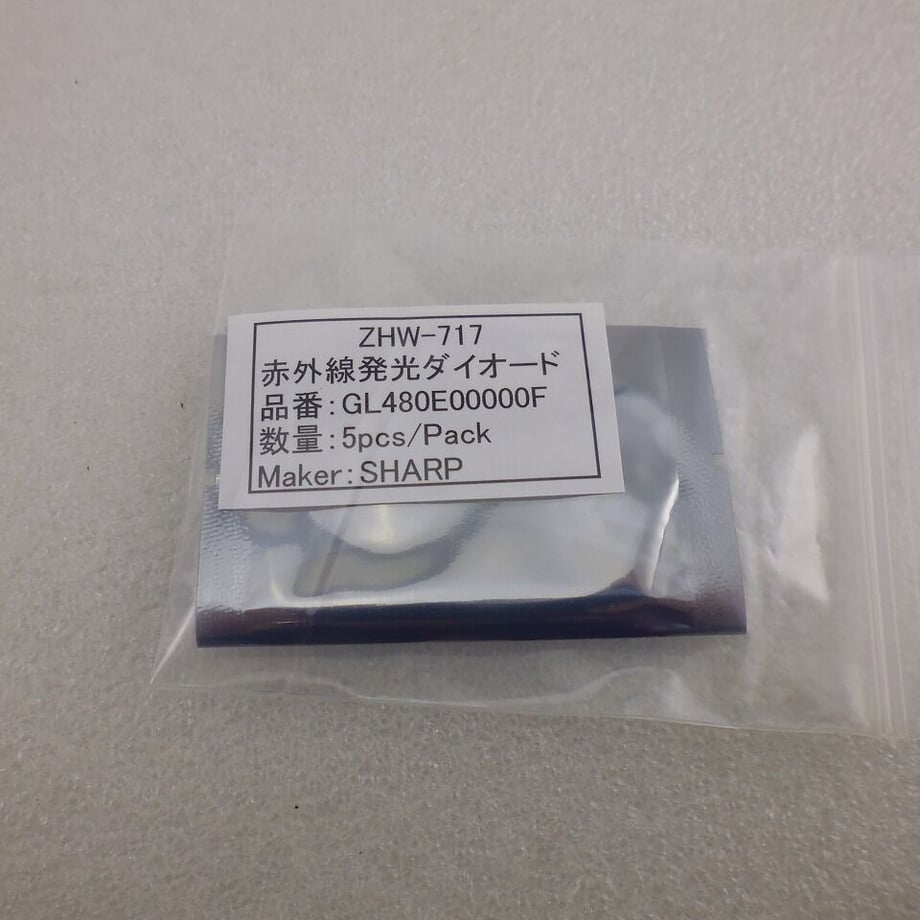 ZHW-717
赤外線発光ダイオード
品番:GL480E00000F
数量:5pcs/Pack
Maker:SHARP